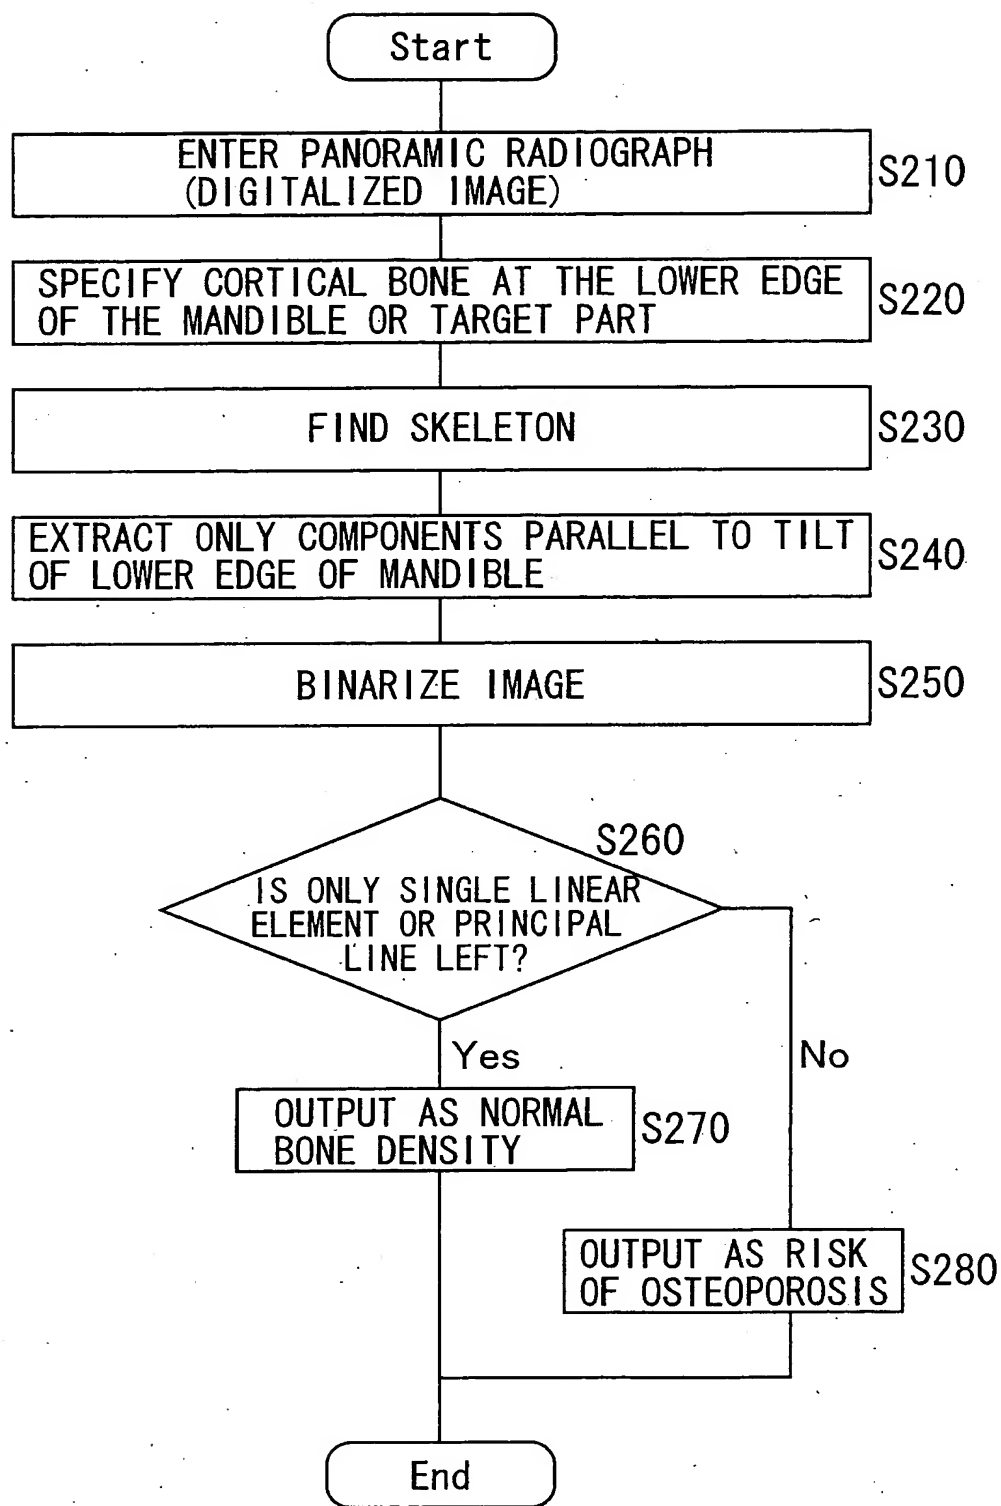 Start
ENTER PANORAMIC RADIOGRAPH
(DIGITALIZED IMAGE)
S210
SPECIFY CORTICAL BONE AT THE LOWER EDGE
OF THE MANDIBLE OR TARGET PART
S220
FIND SKELETON
S230
EXTRACT ONLY COMPONENTS PARALLEL TO TILT
OF LOWER EDGE OF MANDIBLE
S240
BINARIZE IMAGE
S250
S260
IS ONLY SINGLE LINEAR
ELEMENT OR PRINCIPAL
LINE LEFT?
Yes
No
OUTPUT AS NORMAL
BONE DENSITY
S270
OUTPUT AS RISK
OF OSTEOPOROSIS
S280
End